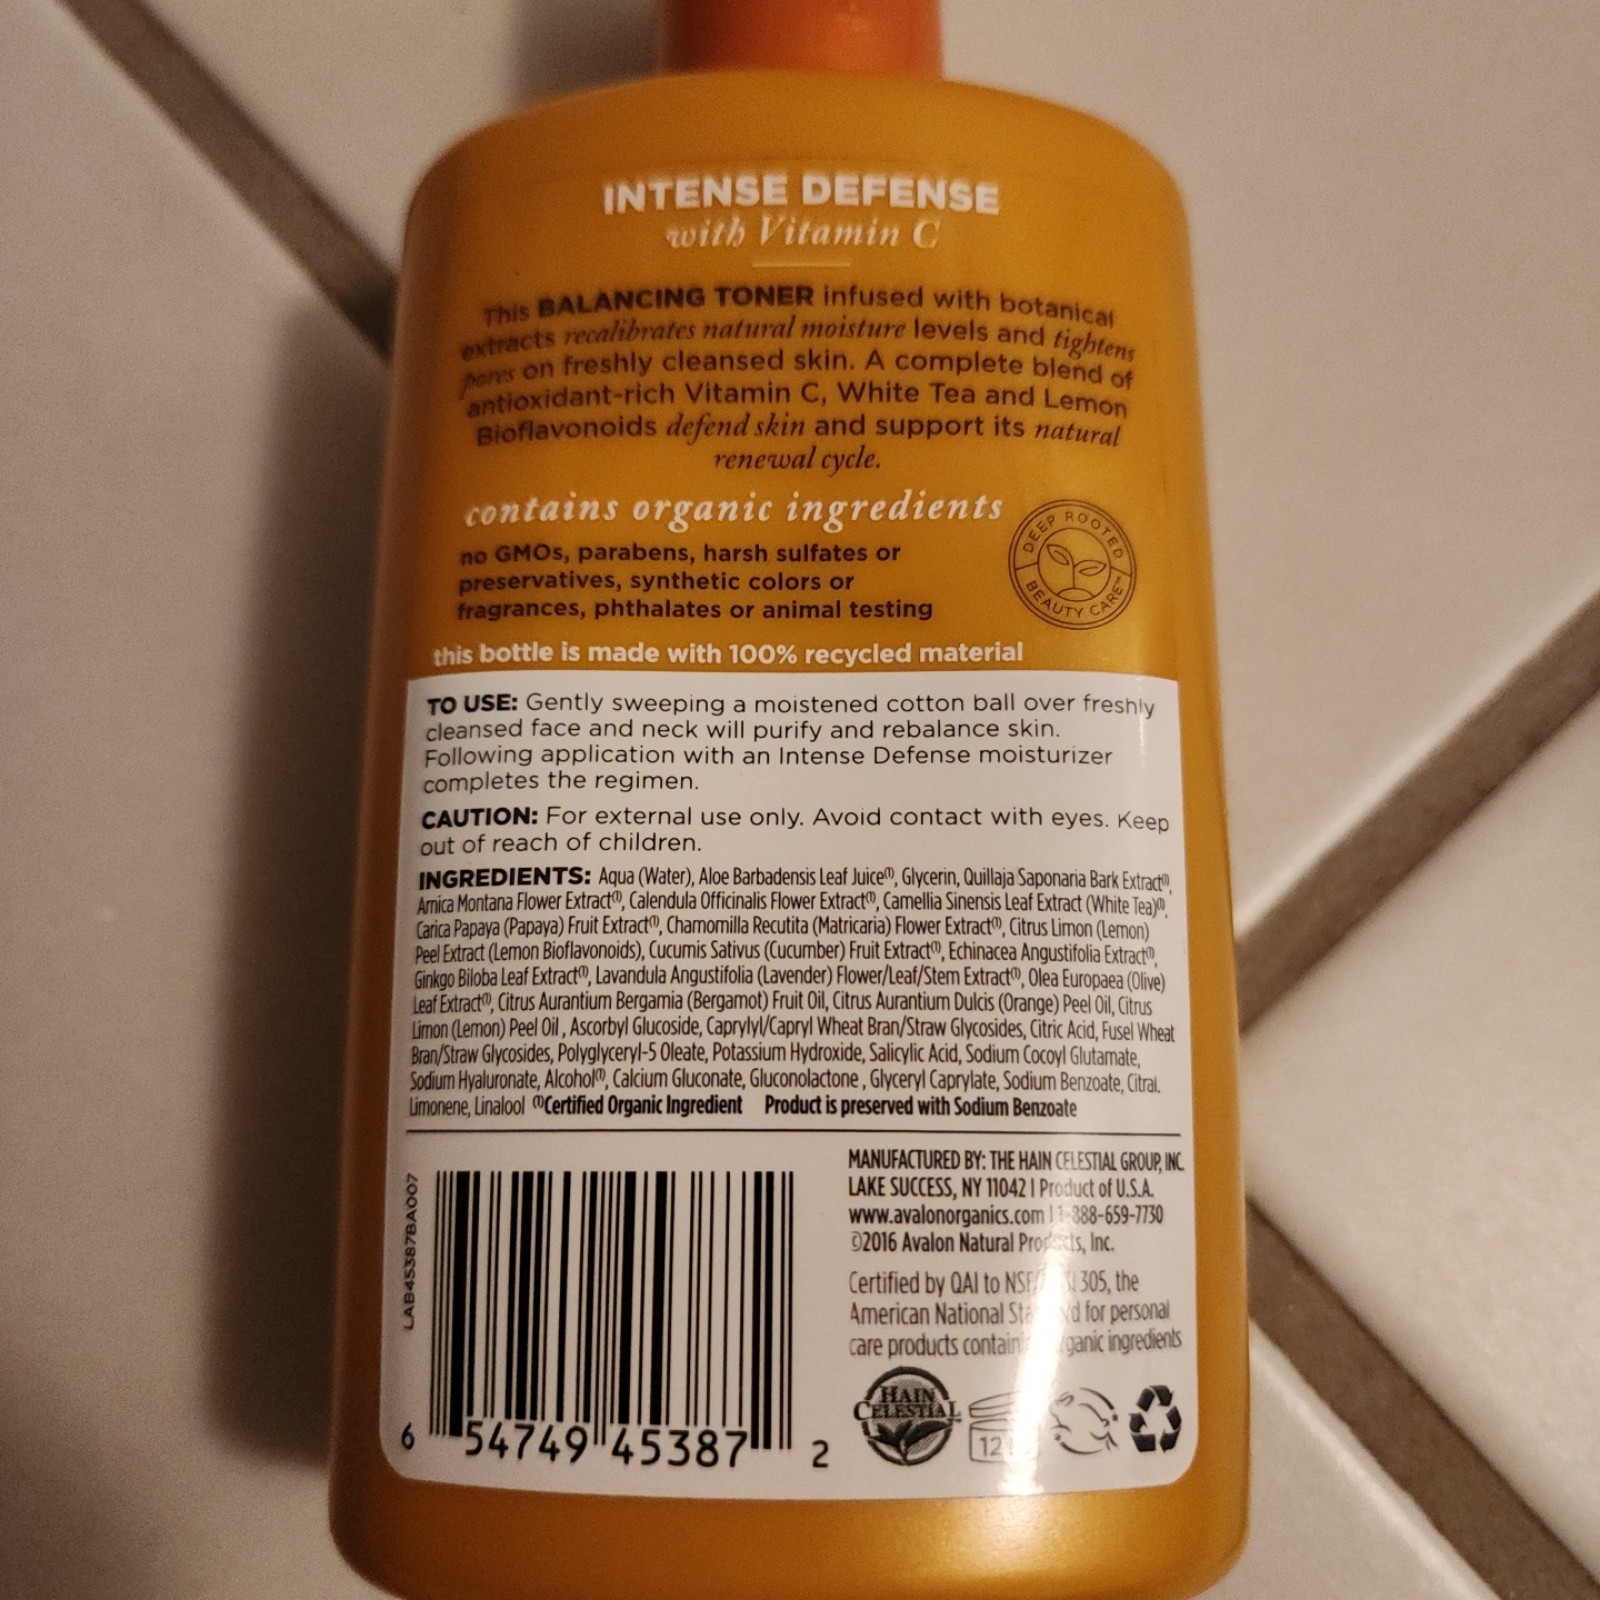 INTENSE DEFENSE
with Vitamin C
This BALANCING TONER infused with botanical
extracts recalibrates natural moisture levels and tightens
pores on freshly cleansed skin. A complete blend of
antioxidant-rich Vitamin C, White Tea and Lemon
Bioflavonoids defend skin and support its natural
renewal cycle.
contains organic ingredients
no GMOs, parabens, harsh sulfates or
preservatives, synthetic colors or
fragrances, phthalates or animal testing
DEEP ROOTED
BEAUTY CARE™
this bottle is made with 100% recycled material
TO USE: Gently sweeping a moistened cotton ball over freshly
cleansed face and neck will purify and rebalance skin.
Following application with an Intense Defense moisturizer
completes the regimen.
CAUTION: For external use only. Avoid contact with eyes. Keep
out of reach of children.
INGREDIENTS: Aqua (Water), Aloe Barbadensis Leaf Juice⁽¹⁾, Glycerin, Quillaja Saponaria Bark Extract⁽¹⁾,
Arnica Montana Flower Extract⁽¹⁾, Calendula Officinalis Flower Extract⁽¹⁾, Camellia Sinensis Leaf Extract (White Tea)⁽¹⁾,
Carica Papaya (Papaya) Fruit Extract⁽¹⁾, Chamomilla Recutita (Matricaria) Flower Extract⁽¹⁾, Citrus Limon (Lemon)
Peel Extract (Lemon Bioflavonoids), Cucumis Sativus (Cucumber) Fruit Extract⁽¹⁾, Echinacea Angustifolia Extract⁽¹⁾,
Ginkgo Biloba Leaf Extract⁽¹⁾, Lavandula Angustifolia (Lavender) Flower/Leaf/Stem Extract⁽¹⁾, Olea Europaea (Olive)
Leaf Extract⁽¹⁾, Citrus Aurantium Bergamia (Bergamot) Fruit Oil, Citrus Aurantium Dulcis (Orange) Peel Oil, Citrus
Limon (Lemon) Peel Oil , Ascorbyl Glucoside, Caprylyl/Capryl Wheat Bran/Straw Glycosides, Citric Acid, Fusel Wheat
Bran/Straw Glycosides, Polyglyceryl-5 Oleate, Potassium Hydroxide, Salicylic Acid, Sodium Cocoyl Glutamate,
Sodium Hyaluronate, Alcohol⁽¹⁾, Calcium Gluconate, Gluconolactone , Glyceryl Caprylate, Sodium Benzoate, Citral,
Limonene, Linalool ⁽¹⁾Certified Organic Ingredient Product is preserved with Sodium Benzoate
LAB45387BA007
6 54749 45387 2
MANUFACTURED BY: THE HAIN CELESTIAL GROUP, INC.
LAKE SUCCESS, NY 11042 | Product of U.S.A.
www.avalonorganics.com | 1-888-659-7730
©2016 Avalon Natural Products, Inc.
Certified by QAI to 305, the
American National for personal
care products ingredients
HAIN
CELESTIAL
12